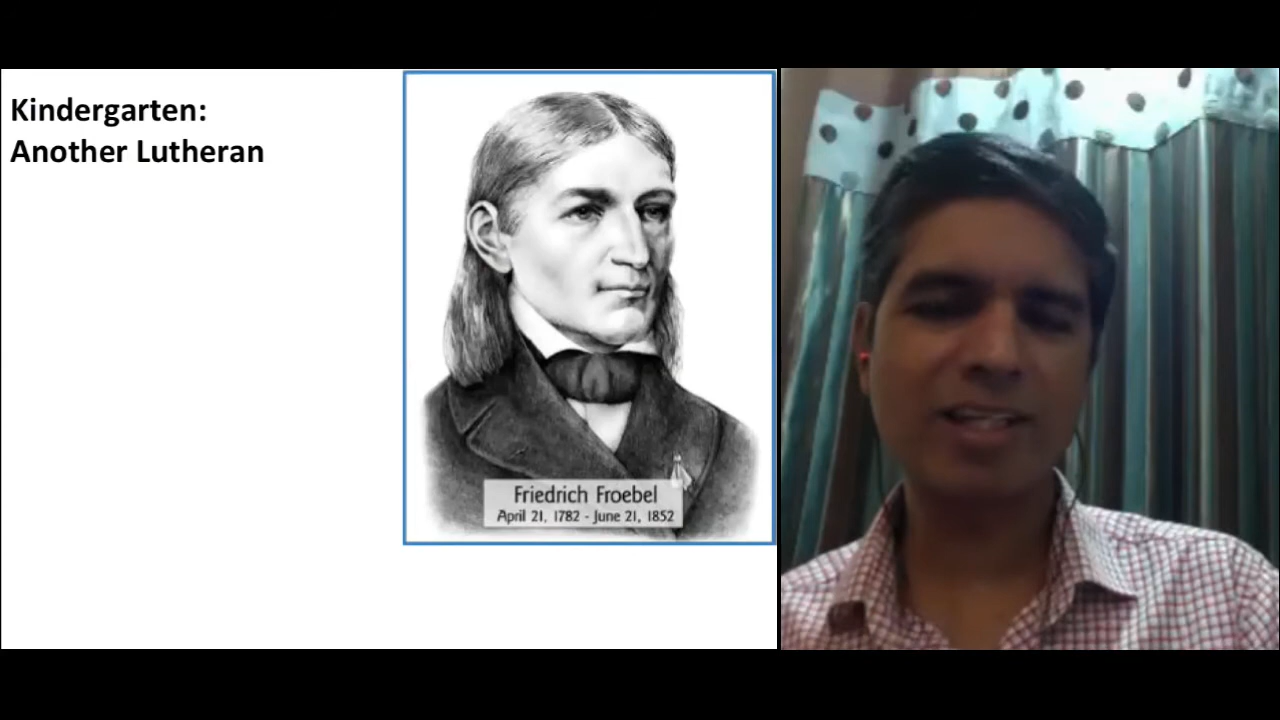 Kindergarten:
Another Lutheran
Friedrich Froebel
April 21, 1782 - June 21, 1852